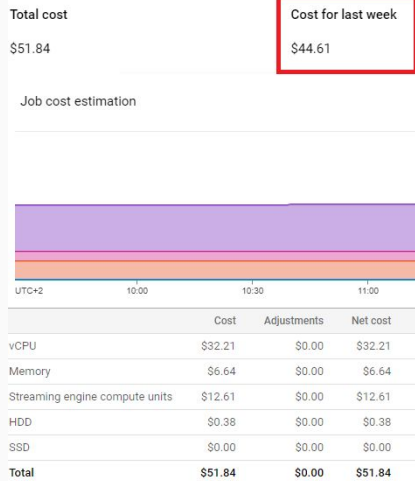 Total cost Cost for last week
$51.84 $44.61
Job cost estimation
UTC+2 10:00 10:30 11:00
Cost Adjustments Net cost
vCPU $32.21 $0.00 $32.21
Memory $6.64 $0.00 $6.64
Streaming engine compute units $12.61 $0.00 $12.61
HDD $0.38 $0.00 $0.38
SSD $0.00 $0.00 $0.00
Total $51.84 $0.00 $51.84